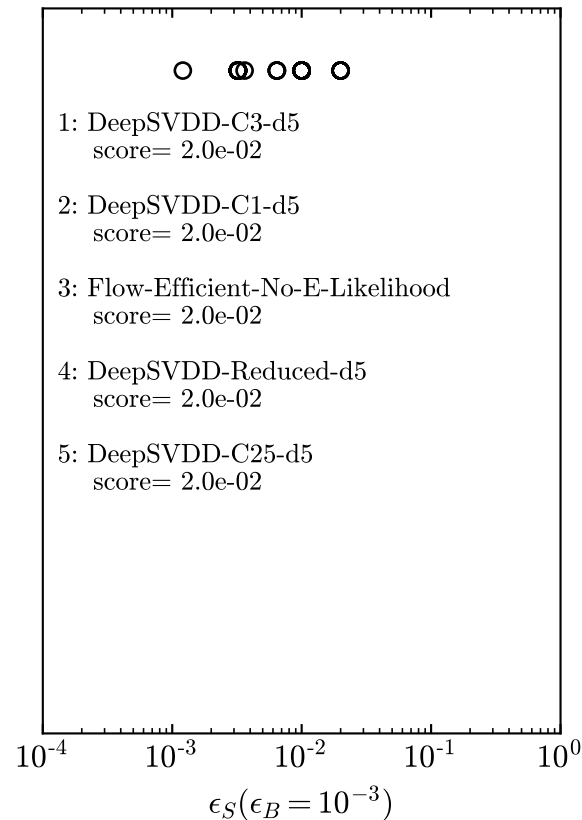 1: DeepSVDD-C3-d5
score= 2.0e-02
2: DeepSVDD-C1-d5
score= 2.0e-02
3: Flow-Efficient-No-E-Likelihood
score= 2.0e-02
4: DeepSVDD-Reduced-d5
score= 2.0e-02
5: DeepSVDD-C25-d5
score= 2.0e-02
10⁻⁴ 10⁻³ 10⁻² 10⁻¹ 10⁰
ϵ_S(ϵ_B = 10⁻³)